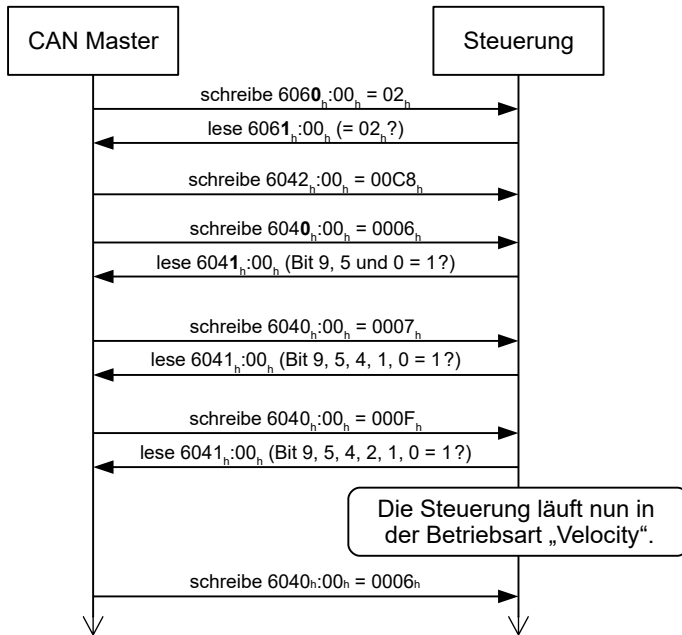 CAN Master
Steuerung
schreibe 6060h:00h = 02h
lese 6061h:00h (= 02h?)
schreibe 6042h:00h = 00C8h
schreibe 6040h:00h = 0006h
lese 6041h:00h (Bit 9, 5 und 0 = 1?)
schreibe 6040h:00h = 0007h
lese 6041h:00h (Bit 9, 5, 4, 1, 0 = 1?)
schreibe 6040h:00h = 000Fh
lese 6041h:00h (Bit 9, 5, 4, 2, 1, 0 = 1?)
Die Steuerung läuft nun in
der Betriebsart „Velocity“.
schreibe 6040h:00h = 0006h